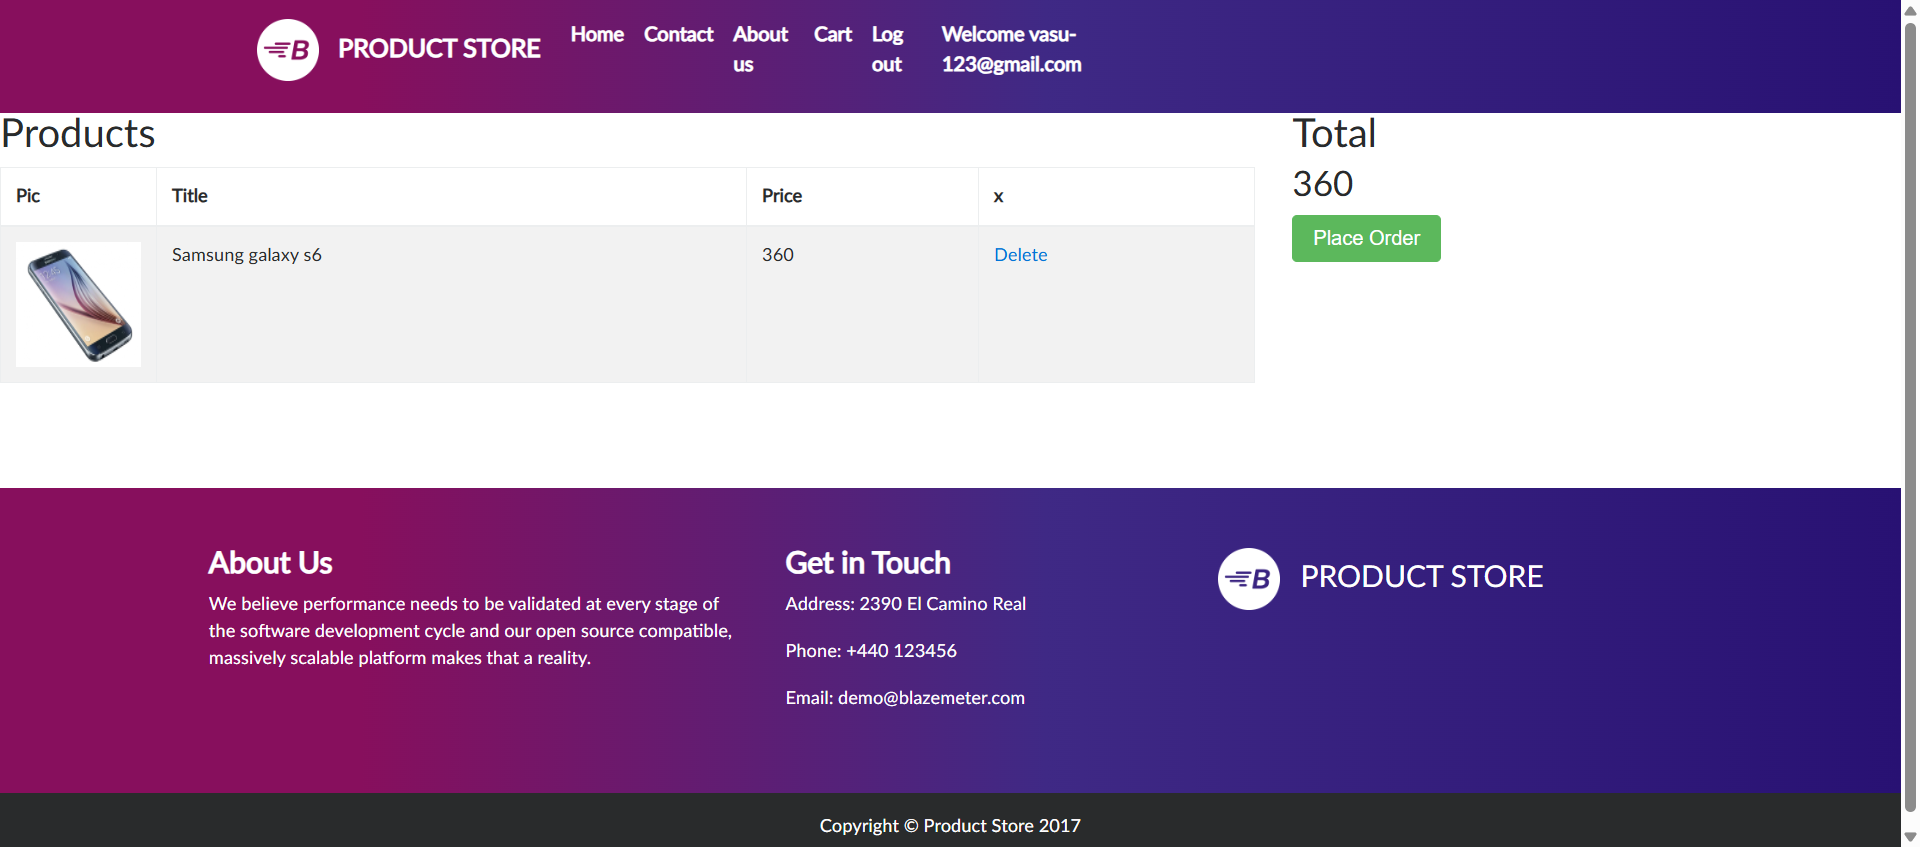 B PRODUCT STORE Home Contact About us Cart Log out Welcome vasu-123@gmail.com
Products
Total
360
Pic Title Price x
Samsung galaxy s6 360 Delete
Place Order
About Us
We believe performance needs to be validated at every stage of
the software development cycle and our open source compatible,
massively scalable platform makes that a reality.
Get in Touch
Address: 2390 El Camino Real
Phone: +440 123456
Email: demo@blazemeter.com
B PRODUCT STORE
Copyright © Product Store 2017